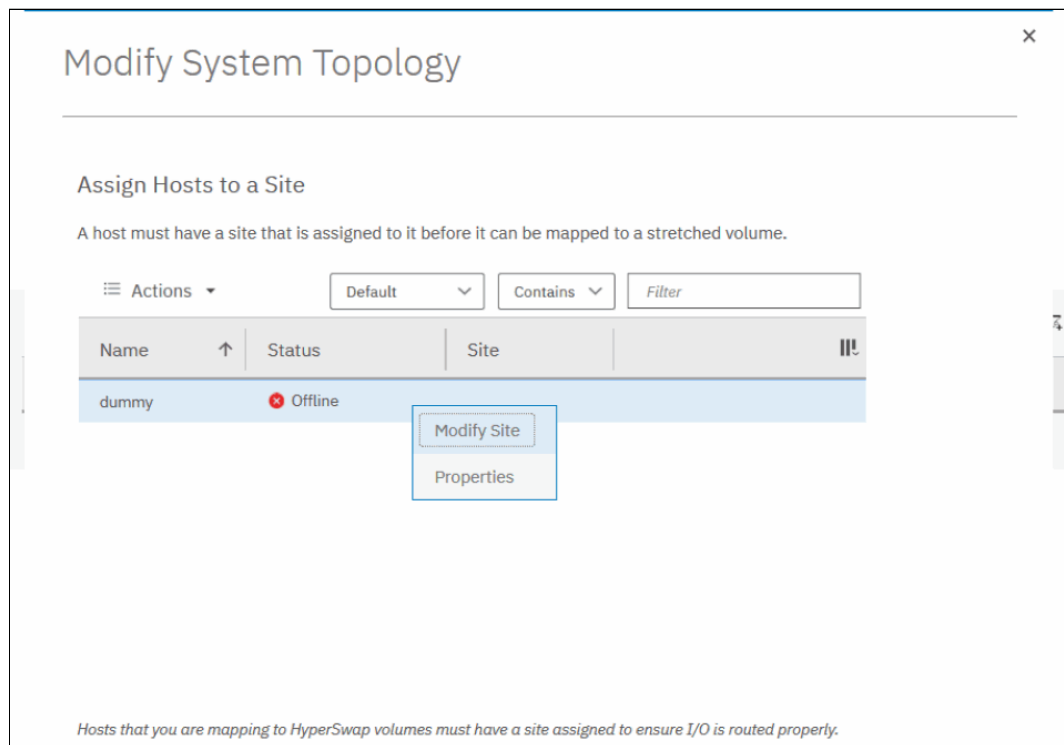 Modify System Topology
Assign Hosts to a Site
A host must have a site that is assigned to it before it can be mapped to a stretched volume.
Actions Default Contains Filter
Name Status Site
dummy Offline
Modify Site
Properties
Hosts that you are mapping to HyperSwap volumes must have a site assigned to ensure I/O is routed properly.